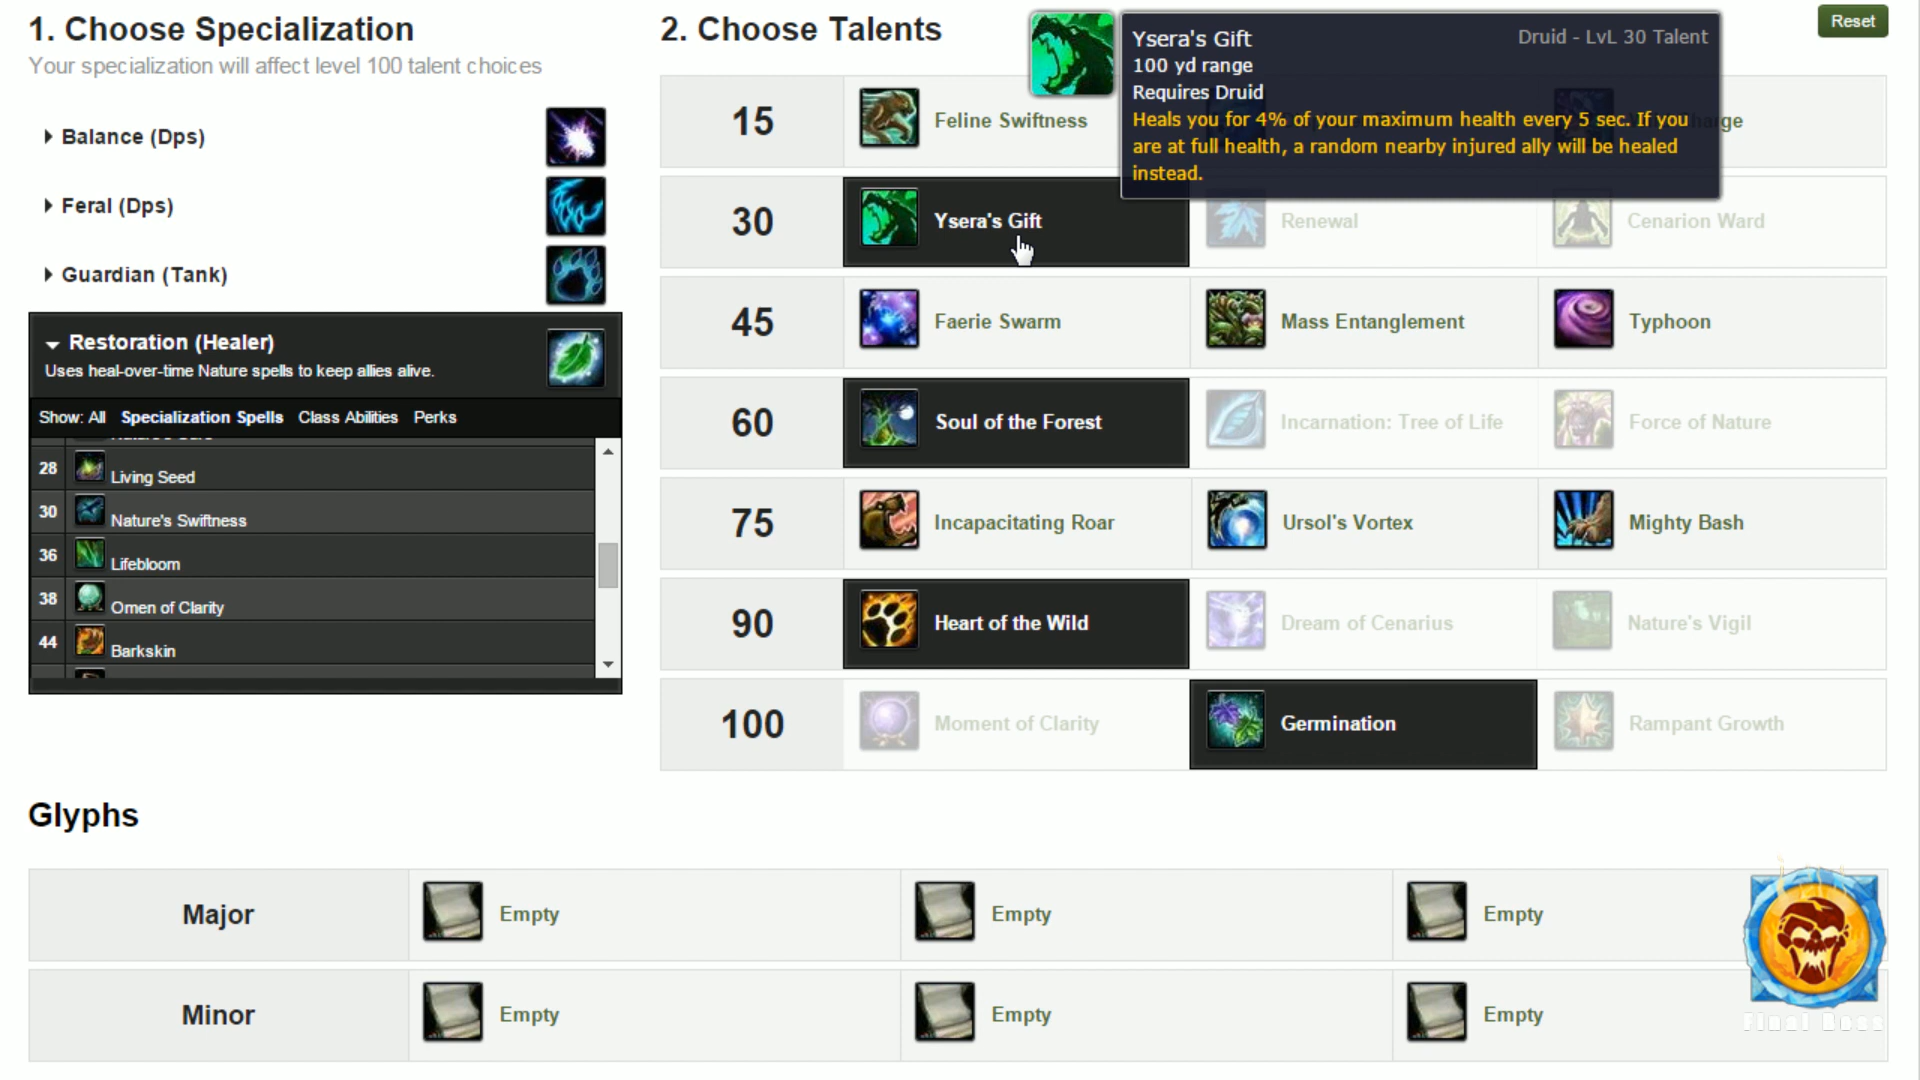 1. Choose Specialization
Your specialization will affect level 100 talent choices
Balance (Dps)
Feral (Dps)
Guardian (Tank)
Restoration (Healer)
Uses heal-over-time Nature spells to keep allies alive.
Show: All Specialization Spells Class Abilities Perks
28 Living Seed
30 Nature's Swiftness
36 Lifebloom
38 Omen of Clarity
44 Barkskin
2. Choose Talents
Reset
Ysera's Gift
Druid - LvL 30 Talent
100 yd range
Requires Druid
Heals you for 4% of your maximum health every 5 sec. If you
are at full health, a random nearby injured ally will be healed
instead.
15 Feline Swiftness
30 Ysera's Gift Renewal Cenarion Ward
45 Faerie Swarm Mass Entanglement Typhoon
60 Soul of the Forest Incarnation: Tree of Life Force of Nature
75 Incapacitating Roar Ursol's Vortex Mighty Bash
90 Heart of the Wild Dream of Cenarius Nature's Vigil
100 Moment of Clarity Germination Rampant Growth
Glyphs
Major Empty Empty Empty
Minor Empty Empty Empty
Final Boss